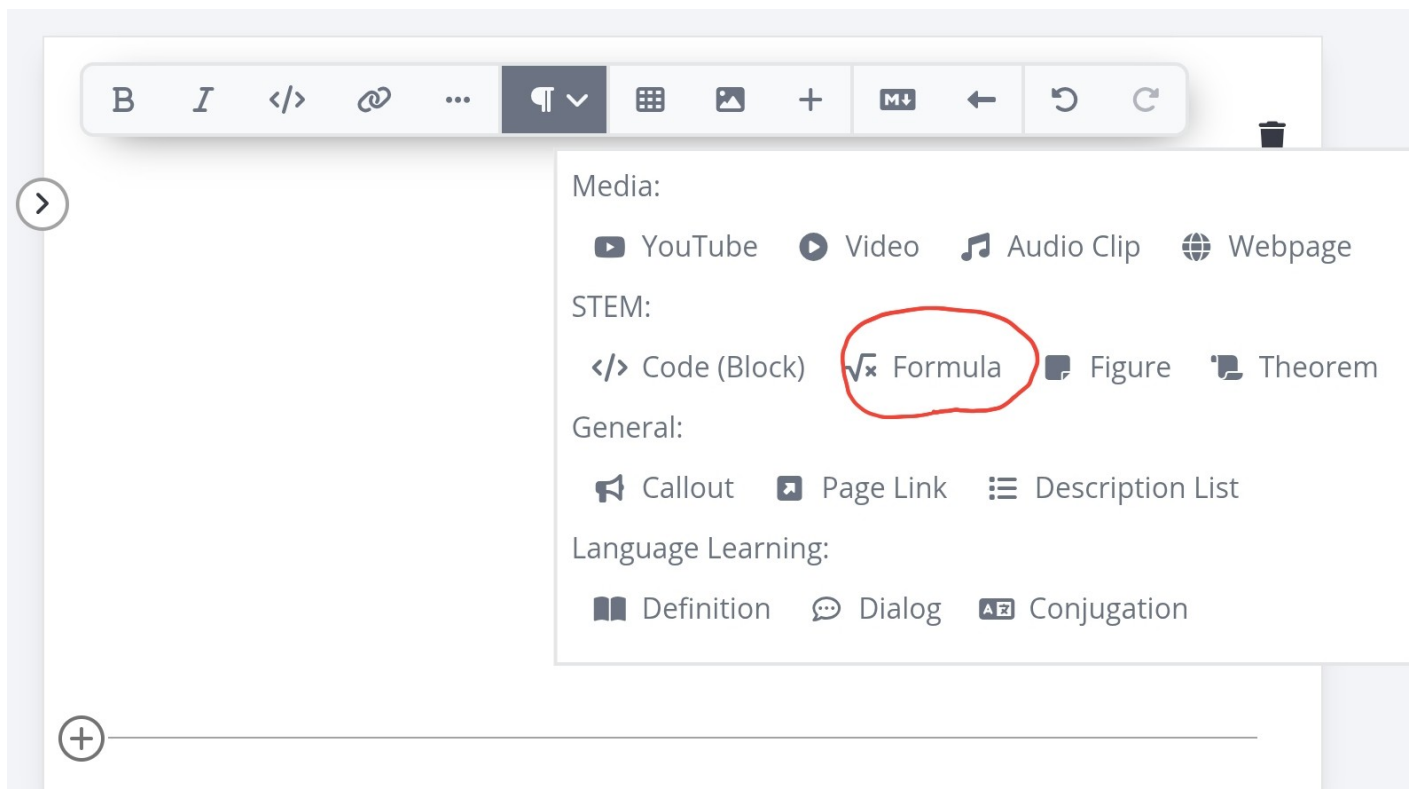 B I </> ... ¶ + M
Media:
YouTube Video Audio Clip Webpage
STEM:
</> Code (Block) √x Formula Figure Theorem
General:
Callout Page Link Description List
Language Learning:
Definition Dialog A Conjugation